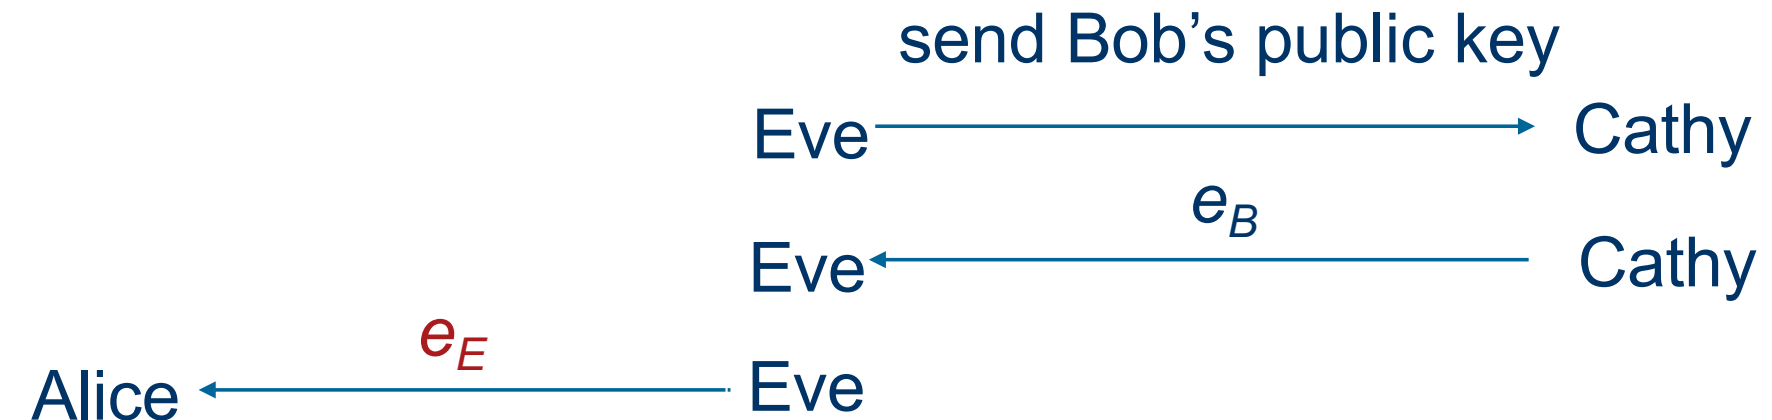 send Bob’s public key
Eve Cathy
e_B
Eve Cathy
e_E
Alice Eve